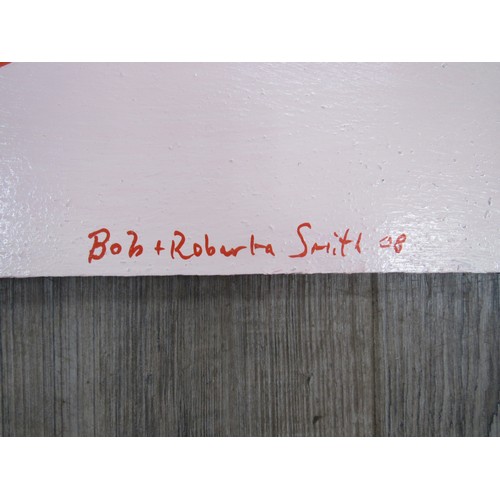 Bob + Roberta Smith 08